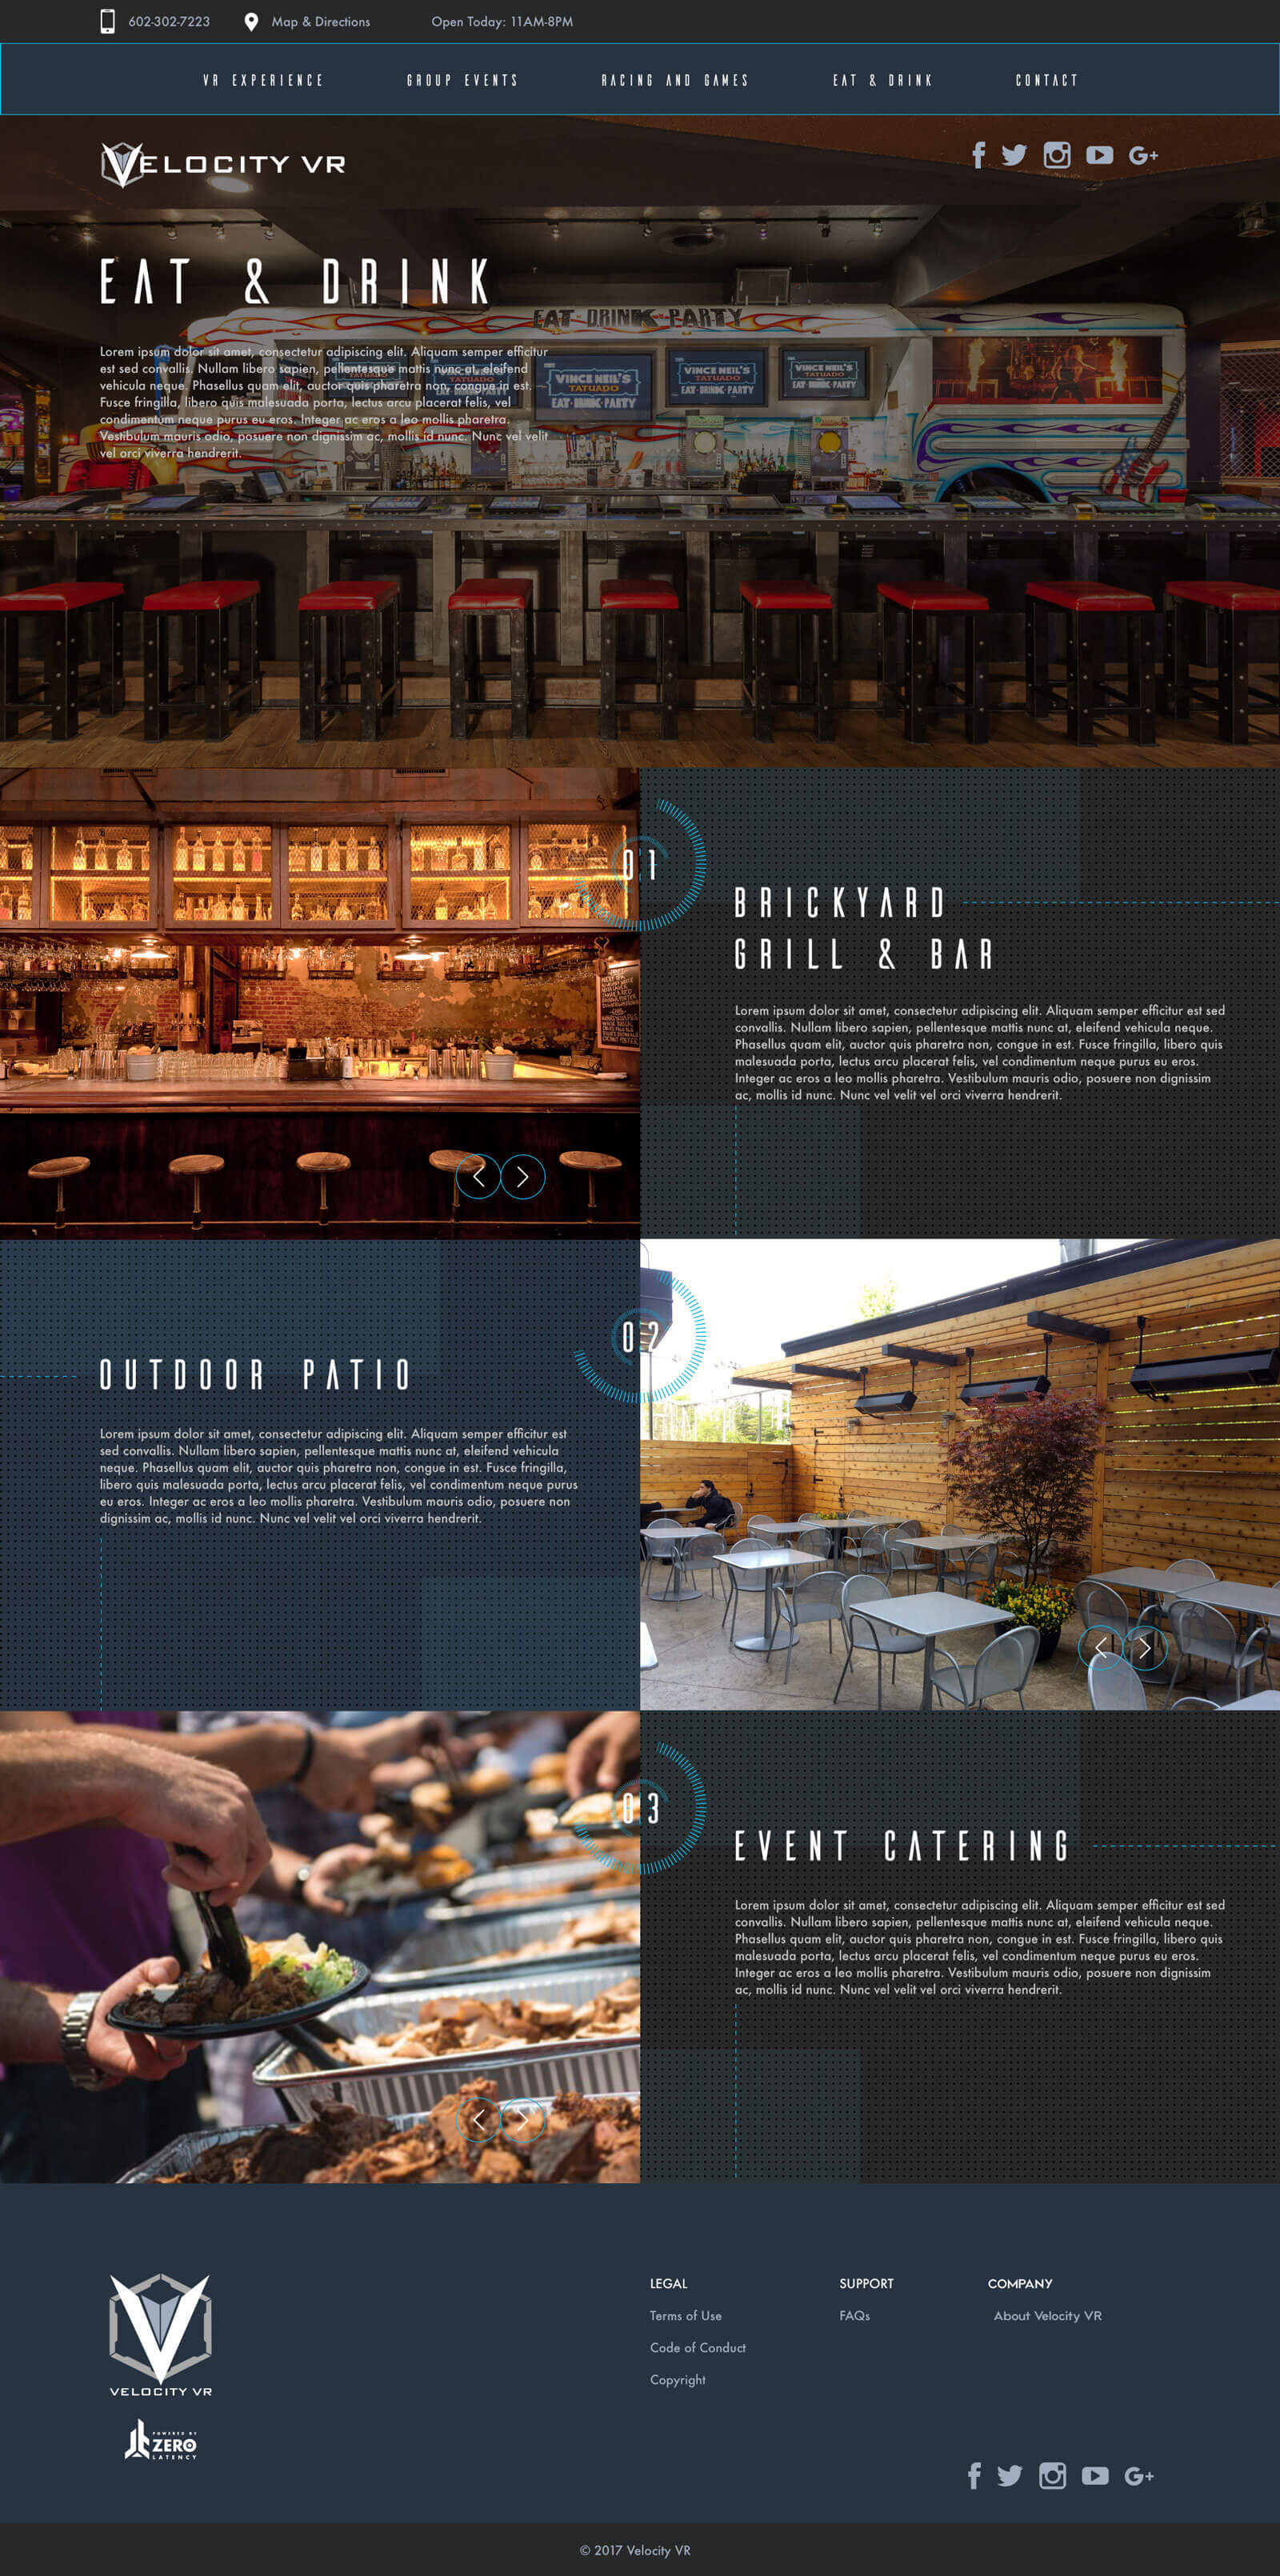 602-302-7223 Map & Directions Open Today: 11AM-8PM
VR EXPERIENCE GROUP EVENTS RACING AND GAMES EAT & DRINK CONTACT
VELOCITY VR G+
EAT & DRINK
EAT-DRINK-PARTY
Lorem ipsum dolor sit amet, consectetur adipiscing elit. Aliquam semper efficitur
est sed convallis. Nullam libero sapien, pellentesque mattis nunc at, eleifend
vehicula neque. Phasellus quam elit, auctor quis pharetra non, congue in est.
Fusce fringilla, libero quis malesuada porta, lectus arcu placerat felis, vel
condimentum neque purus eu eros. Integer ac eros a leo mollis pharetra.
Vestibulum mauris odio, posuere non dignissim ac, mollis id nunc. Nunc vel velit
vel orci viverra hendrerit.
VINCE NEIL'S
TATUADO
EAT-DRINK-PARTY
VINCE NEIL'S
TATUADO
EAT-DRINK-PARTY
VINCE NEIL'S
TATUADO
EAT-DRINK-PARTY
01
BRICKYARD
GRILL & BAR
Lorem ipsum dolor sit amet, consectetur adipiscing elit. Aliquam semper efficitur est sed
convallis. Nullam libero sapien, pellentesque mattis nunc at, eleifend vehicula neque.
Phasellus quam elit, auctor quis pharetra non, congue in est. Fusce fringilla, libero quis
malesuada porta, lectus arcu placerat felis, vel condimentum neque purus eu eros.
Integer ac eros a leo mollis pharetra. Vestibulum mauris odio, posuere non dignissim
ac, mollis id nunc. Nunc vel velit vel orci viverra hendrerit.
02
OUTDOOR PATIO
Lorem ipsum dolor sit amet, consectetur adipiscing elit. Aliquam semper efficitur est
sed convallis. Nullam libero sapien, pellentesque mattis nunc at, eleifend vehicula
neque. Phasellus quam elit, auctor quis pharetra non, congue in est. Fusce fringilla,
libero quis malesuada porta, lectus arcu placerat felis, vel condimentum neque purus
eu eros. Integer ac eros a leo mollis pharetra. Vestibulum mauris odio, posuere non
dignissim ac, mollis id nunc. Nunc vel velit vel orci viverra hendrerit.
03
EVENT CATERING
Lorem ipsum dolor sit amet, consectetur adipiscing elit. Aliquam semper efficitur est sed
convallis. Nullam libero sapien, pellentesque mattis nunc at, eleifend vehicula neque.
Phasellus quam elit, auctor quis pharetra non, congue in est. Fusce fringilla, libero quis
malesuada porta, lectus arcu placerat felis, vel condimentum neque purus eu eros.
Integer ac eros a leo mollis pharetra. Vestibulum mauris odio, posuere non dignissim
ac, mollis id nunc. Nunc vel velit vel orci viverra hendrerit.
LEGAL SUPPORT COMPANY
Terms of Use FAQs About Velocity VR
Code of Conduct
Copyright
VELOCITY VR
POWERED BY
ZERO
LATENCY
G+
© 2017 Velocity VR